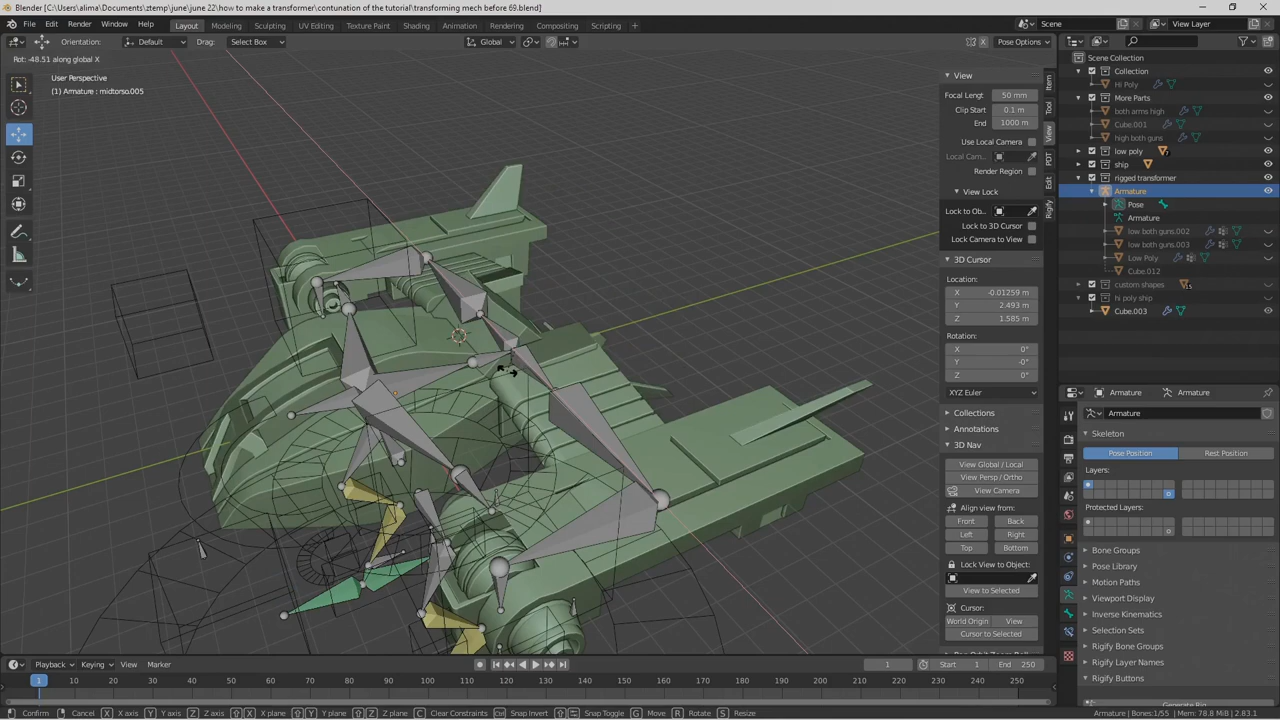 Blender [C:\Users\alima\Documents\ztemp\june\june 22\how to make a transformer\contunation of the tutorial\transforming mech before 69.blend]
File Edit Render Window Help Layout Modeling Sculpting UV Editing Texture Paint Shading Animation Rendering Compositing Scripting Scene View Layer
Orientation: Default Drag: Select Box Global X Pose Options
Rot: -48.51 along global X
User Perspective
(1) Armature : midtorso.005
View
Focal Lengt 50 mm
Clip Start 0.1 m
End 1000 m
Use Local Camera
Local Cam...
Render Region
View Lock
Lock to Ob...
Lock to 3D Cursor
Lock Camera to View
3D Cursor
Location:
X -0.01259 m
Y 2.493 m
Z 1.585 m
Rotation:
X 0°
Y -0°
Z 0°
XYZ Euler
Collections
Annotations
3D Nav
View Global / Local
View Persp / Ortho
View Camera
Align view from:
Front Back
Left Right
Top Bottom
Lock View to Object:
View to Selected
Cursor:
World Origin View
Cursor to Selected
Item
Tool
View
PDT
Edit
Rigify
Scene Collection
Collection
Hi Poly
More Parts
both arms high
Cube.001
high both guns
low poly
ship
rigged transformer
Armature
Pose
Armature
low both guns.002
low both guns.003
Low Poly
Cube.012
custom shapes
hi poly ship
Cube.003
Armature Armature
Armature
Skeleton
Pose Position Rest Position
Layers:
Protected Layers:
Bone Groups
Pose Library
Motion Paths
Viewport Display
Inverse Kinematics
Selection Sets
Rigify Bone Groups
Rigify Layer Names
Rigify Buttons
Playback Keying View Marker 1 Start 1 End 250
1 10 20 30 40 50 60 70 80 90 100 110 120 130 140 150 160 170 180 190 200 210 220 230 240 250
Confirm Cancel X X axis Y Y axis Z Z axis X X plane Y Y plane Z Z plane C Clear Constraints Snap Invert Snap Toggle G Move R Rotate S Resize Armature | Bones:1/55 | Mem: 78.8 MiB | 2.83.1